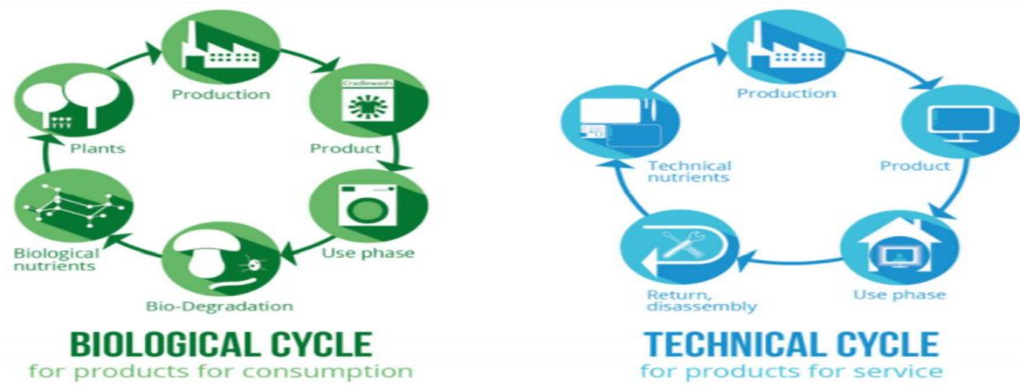 Production
Cradlewash
Product
Use phase
Bio-Degradation
Biological
nutrients
Plants
BIOLOGICAL CYCLE
for products for consumption
Production
Product
Use phase
Return,
disassembly
Technical
nutrients
TECHNICAL CYCLE
for products for service